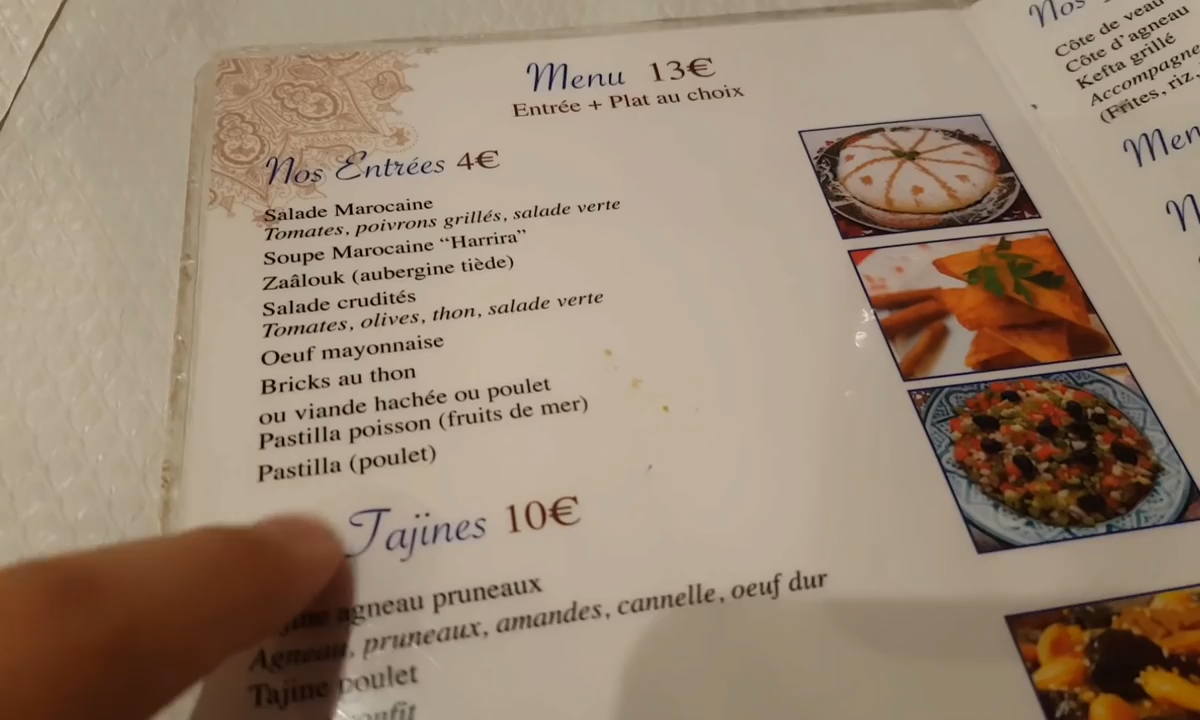 Menu 13€
Entrée + Plat au choix
Nos Entrées 4€
Salade Marocaine
Tomates, poivrons grillés, salade verte
Soupe Marocaine “Harrira”
Zaâlouk (aubergine tiède)
Salade crudités
Tomates, olives, thon, salade verte
Oeuf mayonnaise
Bricks au thon
ou viande hachée ou poulet
Pastilla poisson (fruits de mer)
Pastilla (poulet)
Tajines 10€
agneau pruneaux
Agneau, pruneaux, amandes, cannelle, oeuf dur
Tajine poulet
Nos
Côte de veau
Côte d'agneau
Kefta grillé
(Frites, riz,